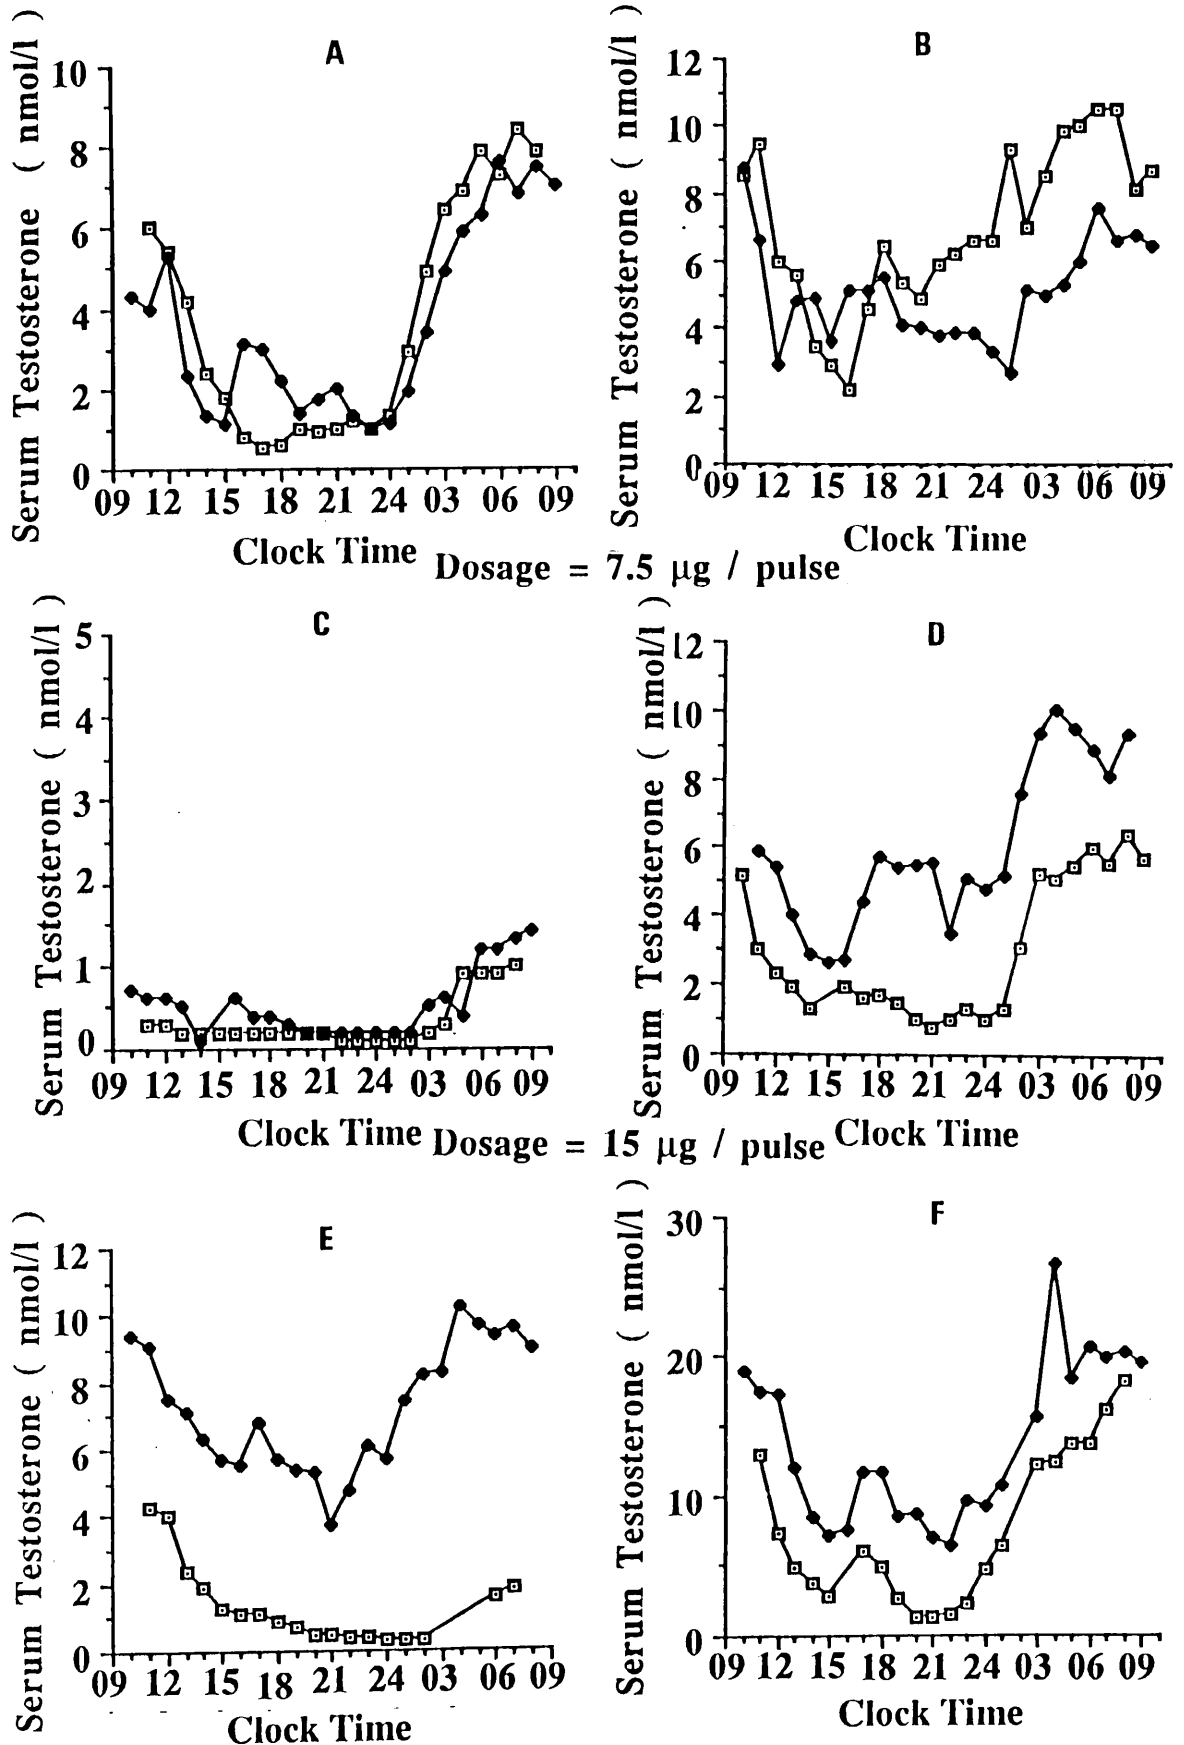 A
Serum Testosterone ( nmol/l )
10
8
6
4
2
0
09 12 15 18 21 24 03 06 09
Clock Time
B
Serum Testosterone ( nmol/l )
12
10
8
6
4
2
0
09 12 15 18 21 24 03 06 09
Clock Time
Dosage = 7.5 µg / pulse
C
Serum Testosterone ( nmol/l )
5
4
3
2
1
0
09 12 15 18 21 24 03 06 09
Clock Time
D
Serum Testosterone ( nmol/l )
12
10
8
6
4
2
0
09 12 15 18 21 24 03 06 09
Clock Time
Dosage = 15 µg / pulse
E
Serum Testosterone ( nmol/l )
12
10
8
6
4
2
0
09 12 15 18 21 24 03 06 09
Clock Time
F
Serum Testosterone ( nmol/l )
30
20
10
0
09 12 15 18 21 24 03 06 09
Clock Time